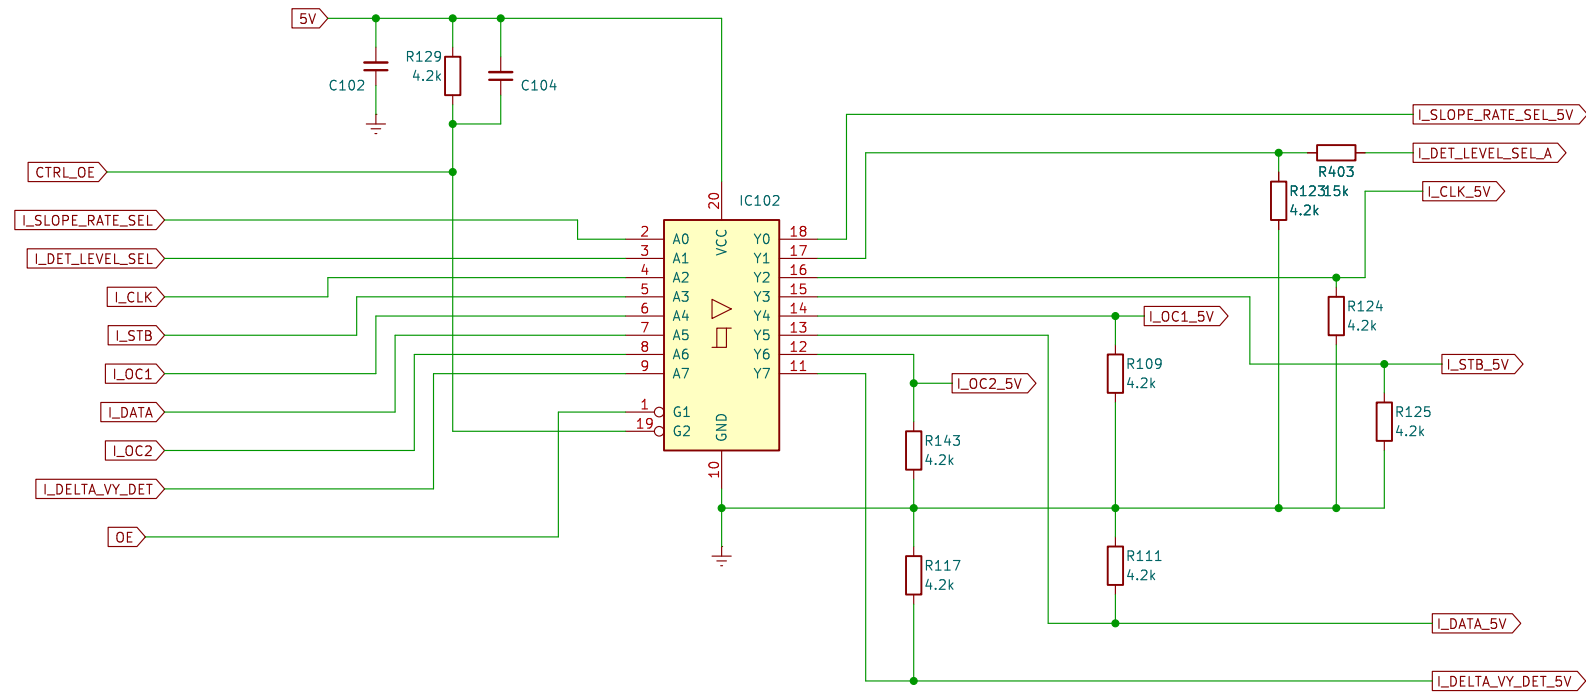 5V
R129
4.2k
C102
C104
I_SLOPE_RATE_SEL_5V
I_DET_LEVEL_SEL_A
R403
15k
CTRL_OE
R123
4.2k
I_CLK_5V
20
IC102
I_SLOPE_RATE_SEL
2
A0
VCC
Y0
18
I_DET_LEVEL_SEL
3
A1
Y1
17
4
A2
Y2
16
I_CLK
5
A3
Y3
15
6
A4
Y4
14
I_OC1_5V
R124
4.2k
I_STB
7
A5
Y5
13
8
A6
Y6
12
I_OC1
9
A7
Y7
11
I_OC2_5V
R109
4.2k
I_STB_5V
I_DATA
1
G1
19
G2
GND
R125
4.2k
I_OC2
10
R143
4.2k
I_DELTA_VY_DET
OE
R117
4.2k
R111
4.2k
I_DATA_5V
I_DELTA_VY_DET_5V